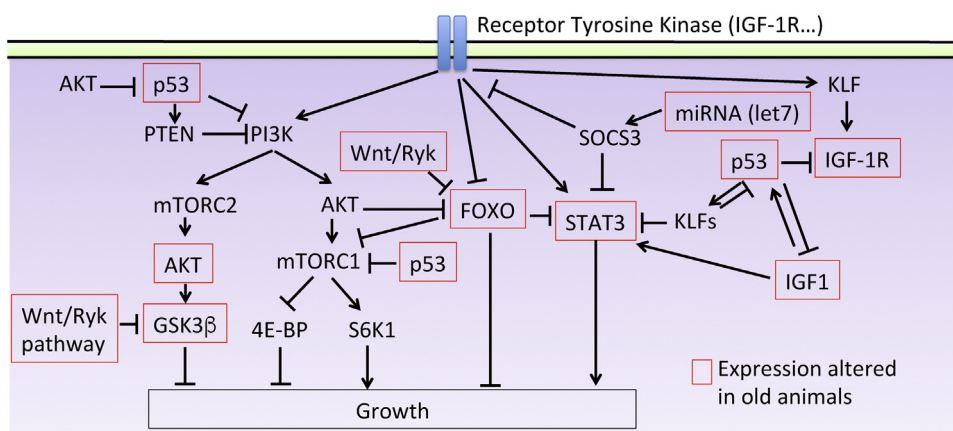 Receptor Tyrosine Kinase (IGF-1R...)
AKT
p53
KLF
PTEN
PI3K
miRNA (let7)
SOCS3
Wnt/Ryk
p53
IGF-1R
mTORC2
AKT
FOXO
STAT3
KLFs
AKT
mTORC1
p53
IGF1
Wnt/Ryk
pathway
GSK3β
4E-BP
S6K1
Expression altered
in old animals
Growth